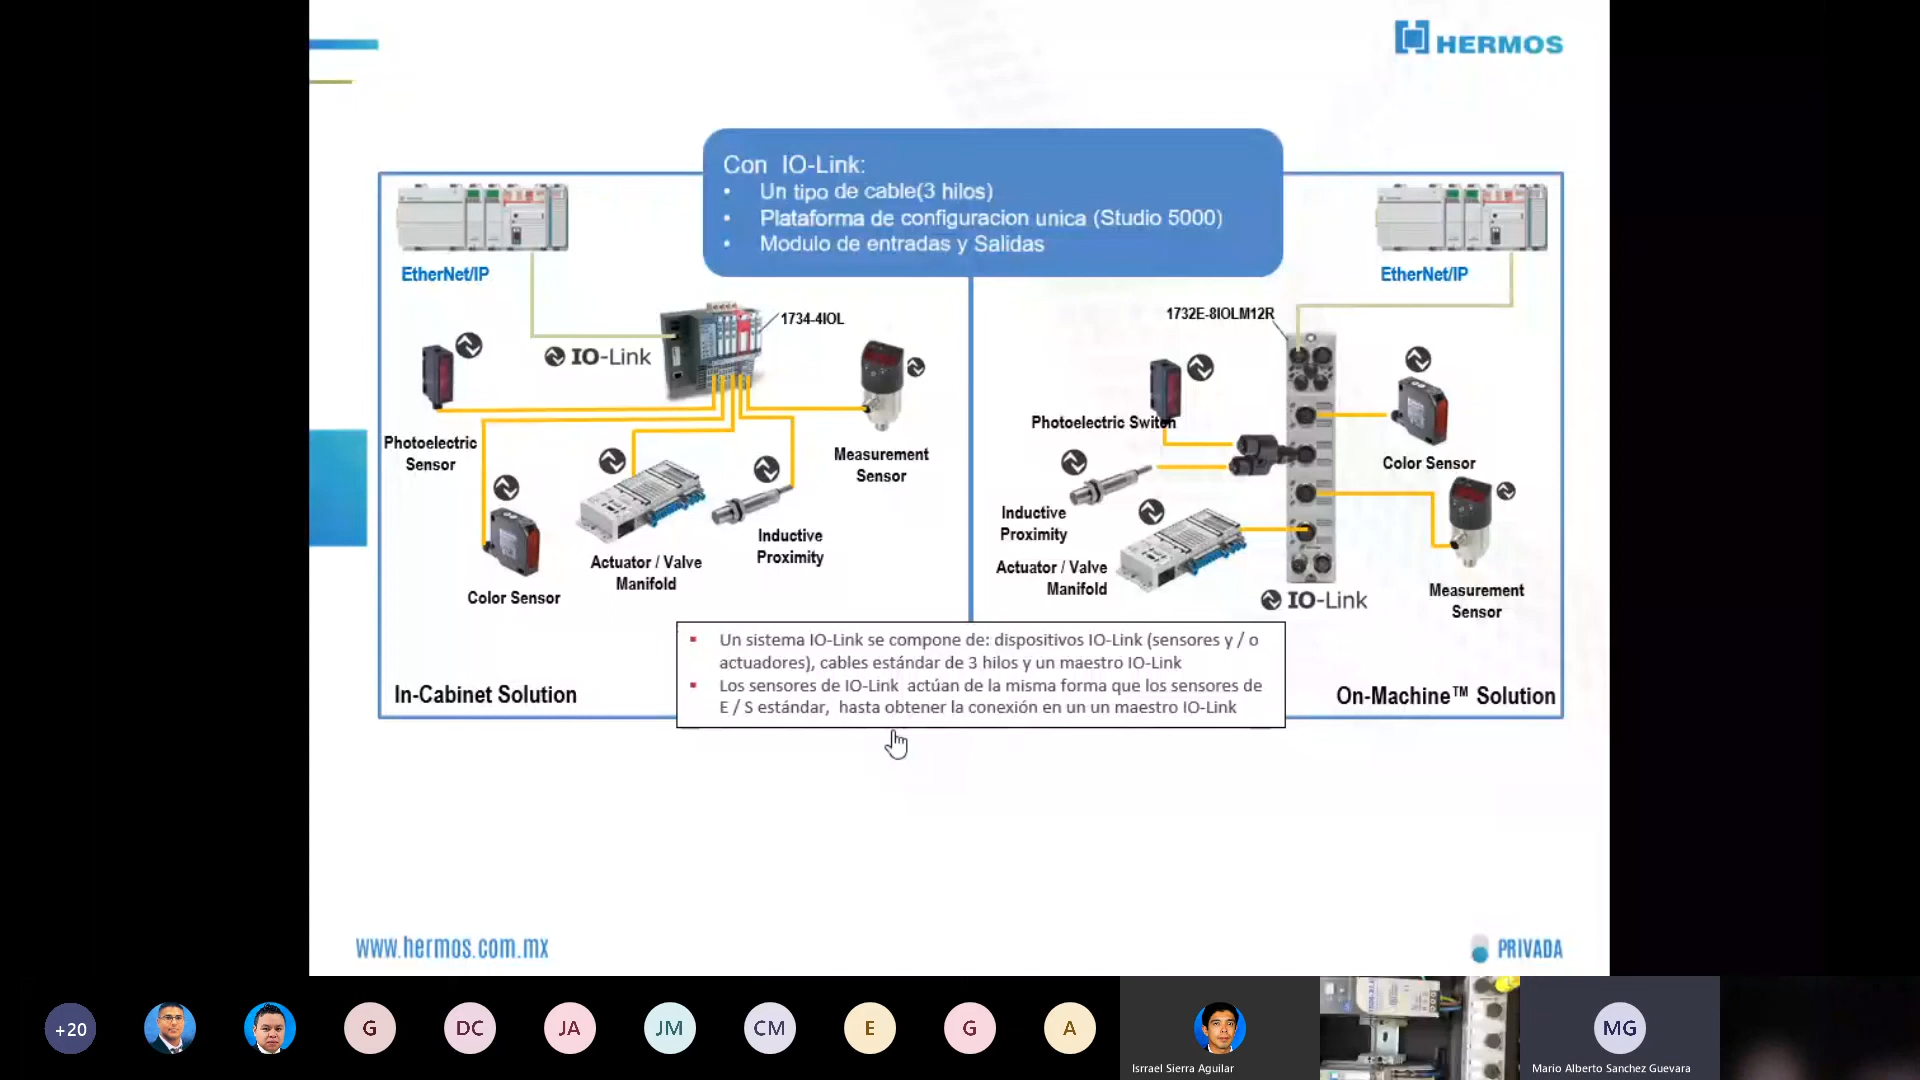 HERMOS
Con IO-Link:
• Un tipo de cable(3 hilos)
• Plataforma de configuracion unica (Studio 5000)
• Modulo de entradas y Salidas
EtherNet/IP
1734-4IOL
IO-Link
Photoelectric
Sensor
Measurement
Sensor
Inductive
Proximity
Actuator / Valve
Manifold
Color Sensor
In-Cabinet Solution
EtherNet/IP
1732E-8IOLM12R
Photoelectric Switch
Color Sensor
Inductive
Proximity
Actuator / Valve
Manifold
IO-Link
Measurement
Sensor
On-Machine™ Solution
▪ Un sistema IO-Link se compone de: dispositivos IO-Link (sensores y / o
actuadores), cables estándar de 3 hilos y un maestro IO-Link
▪ Los sensores de IO-Link actúan de la misma forma que los sensores de
E / S estándar, hasta obtener la conexión en un un maestro IO-Link
www.hermos.com.mx
PRIVADA
+20
G
DC
JA
JM
CM
E
G
A
Isrrael Sierra Aguilar
MG
Mario Alberto Sanchez Guevara